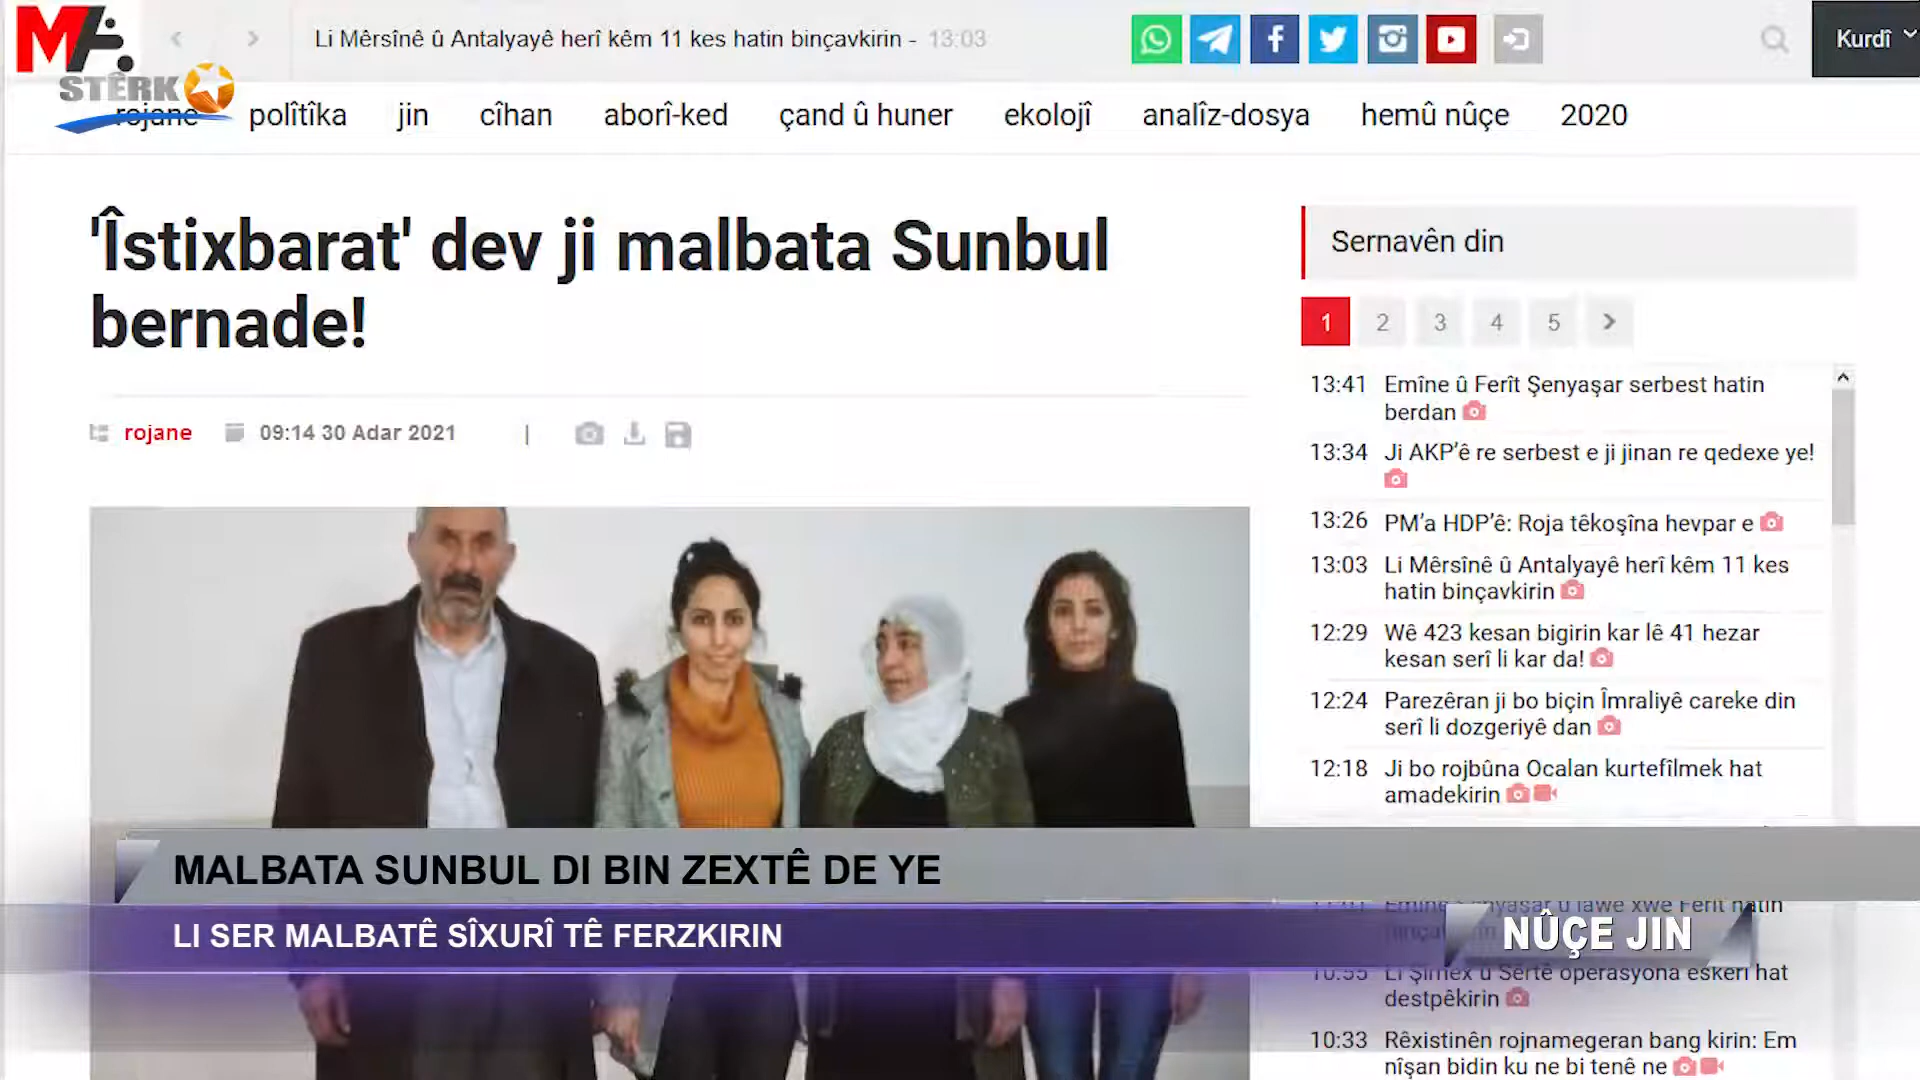 MA
Li Mêrsînê û Antalyayê herî kêm 11 kes hatin binçavkirin - 13:03
Kurdî
STÊRK
rojane polîtîka jin cîhan aborî-ked çand û huner ekolojî analîz-dosya hemû nûçe 2020
'Îstixbarat' dev ji malbata Sunbul
bernade!
rojane 09:14 30 Adar 2021 |
Sernavên din
1 2 3 4 5
13:41 Emîne û Ferît Şenyaşar serbest hatin
berdan
13:34 Ji AKP'ê re serbest e ji jinan re qedexe ye!
13:26 PM'a HDP'ê: Roja têkoşîna hevpar e
13:03 Li Mêrsînê û Antalyayê herî kêm 11 kes
hatin binçavkirin
12:29 Wê 423 kesan bigirin kar lê 41 hezar
kesan serî li kar da!
12:24 Parezêran ji bo biçin Îmraliyê careke din
serî li dozgeriyê dan
12:18 Ji bo rojbûna Ocalan kurtefîlmek hat
amadekirin
MALBATA SUNBUL DI BIN ZEXTÊ DE YE
LI SER MALBATÊ SÎXURÎ TÊ FERZKIRIN
NÛÇE JIN
10:55 Li Şirnex û Sêrtê operasyona eskerî hat
destpêkirin
10:33 Rêxistinên rojnamegeran bang kirin: Em
nîşan bidin ku ne bi tenê ne